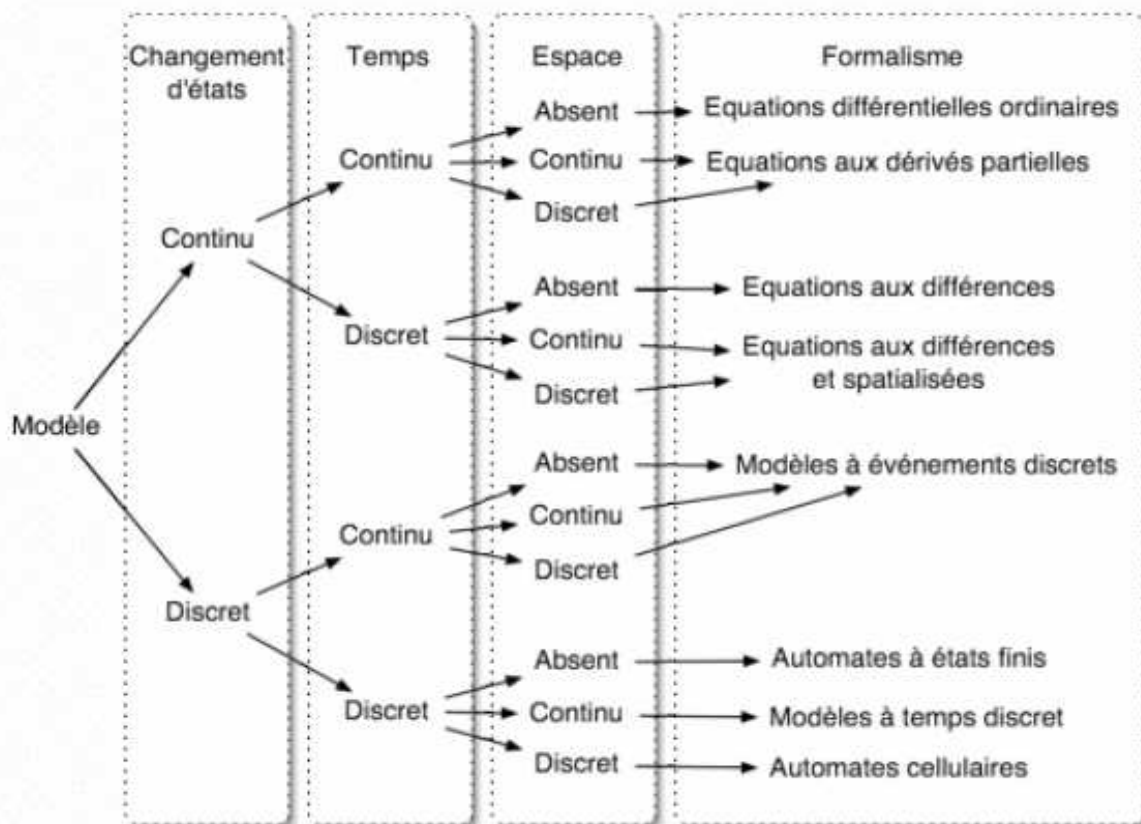 Changement
d'états
Temps
Espace
Formalisme
Absent
Equations différentielles ordinaires
Continu
Continu
Equations aux dérivés partielles
Discret
Continu
Absent
Equations aux différences
Discret
Continu
Equations aux différences
et spatialisées
Discret
Modèle
Absent
Modèles à événements discrets
Continu
Continu
Discret
Discret
Absent
Automates à états finis
Discret
Continu
Modèles à temps discret
Discret
Automates cellulaires